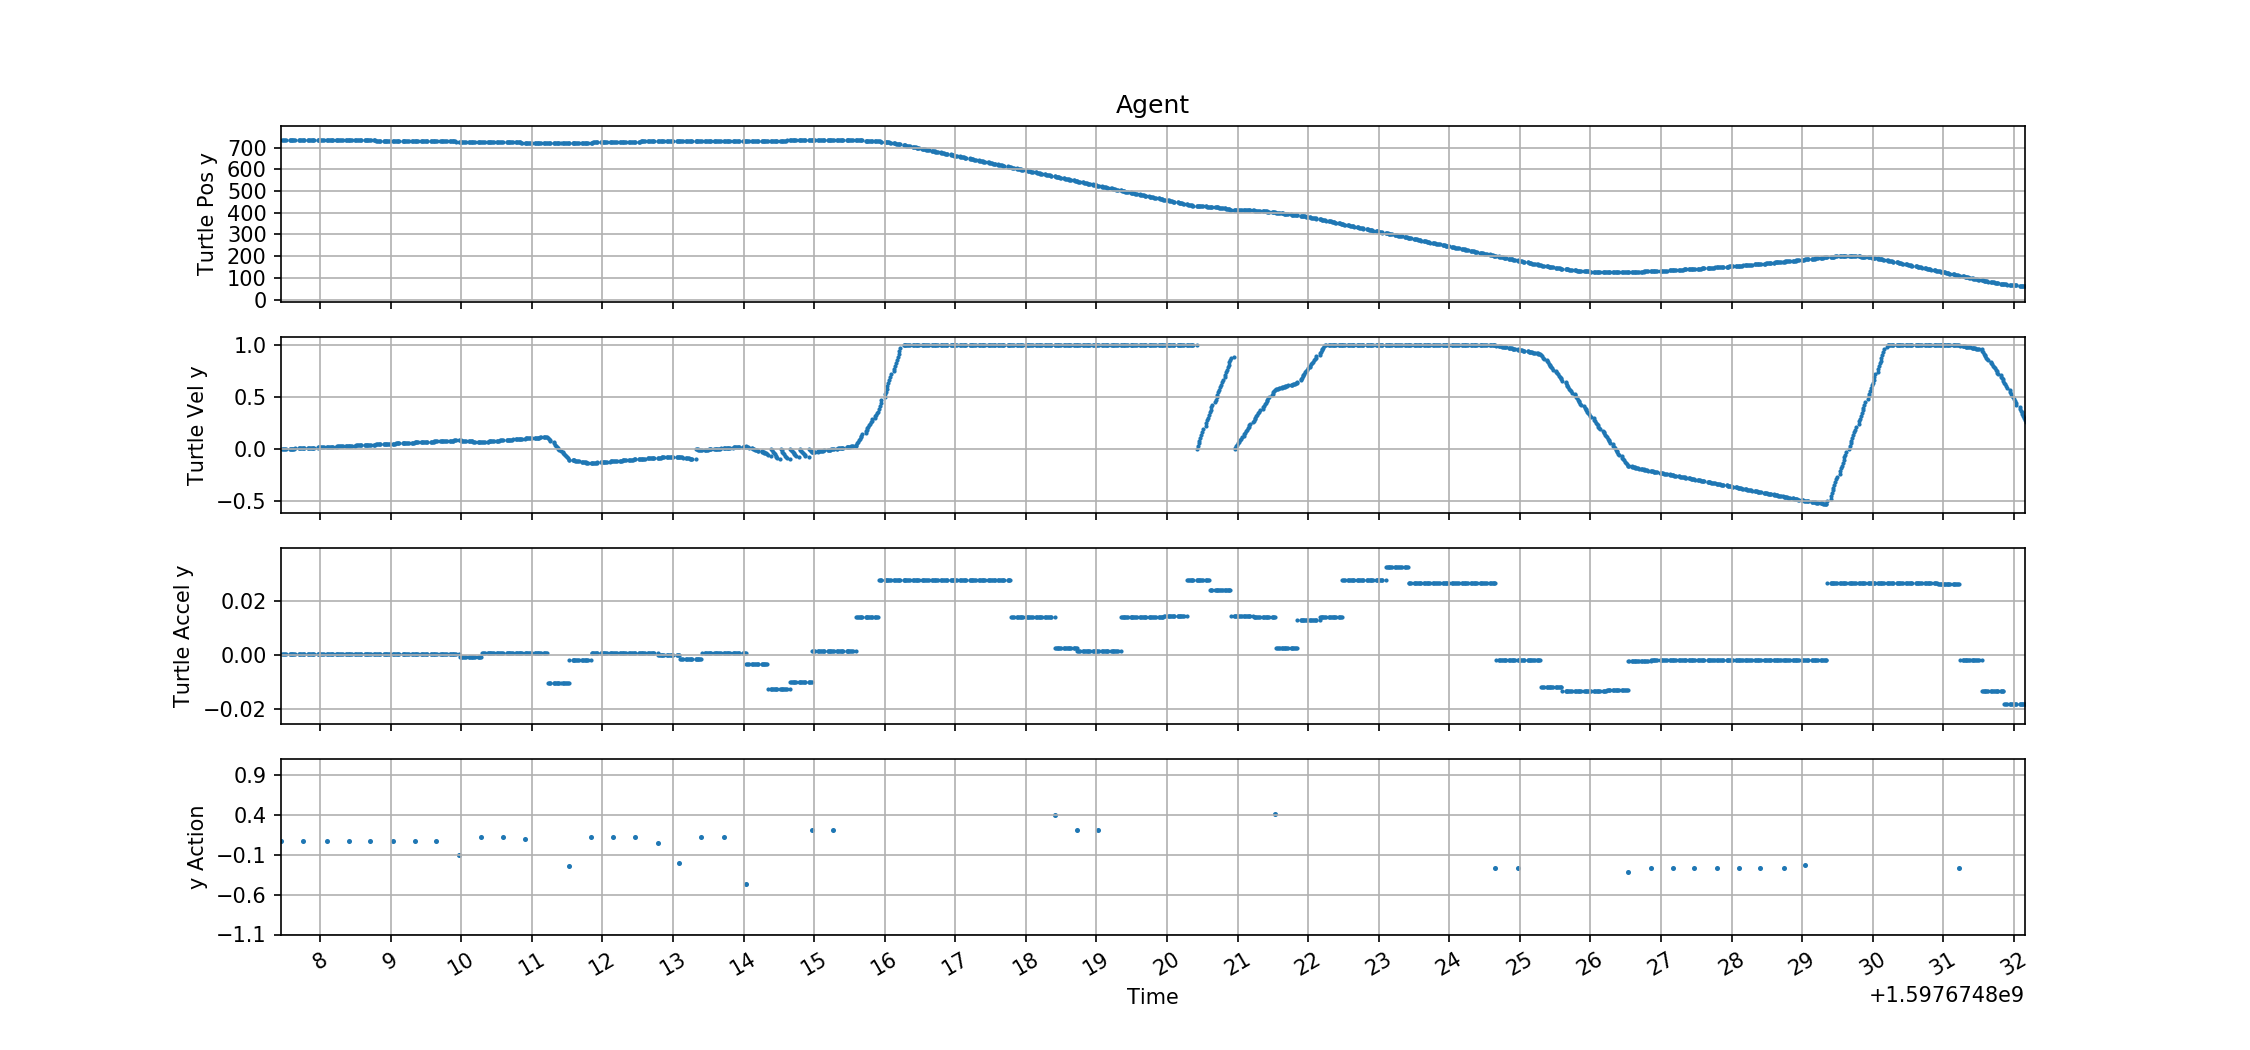 Agent
Turtle Pos y
700
600
500
400
300
200
100
0
Turtle Vel y
1.0
0.5
0.0
−0.5
Turtle Accel y
0.02
0.00
−0.02
y Action
0.9
0.4
−0.1
−0.6
−1.1
8 9 10 11 12 13 14 15 16 17 18 19 20 21 22 23 24 25 26 27 28 29 30 31 32
Time
+1.5976748e9